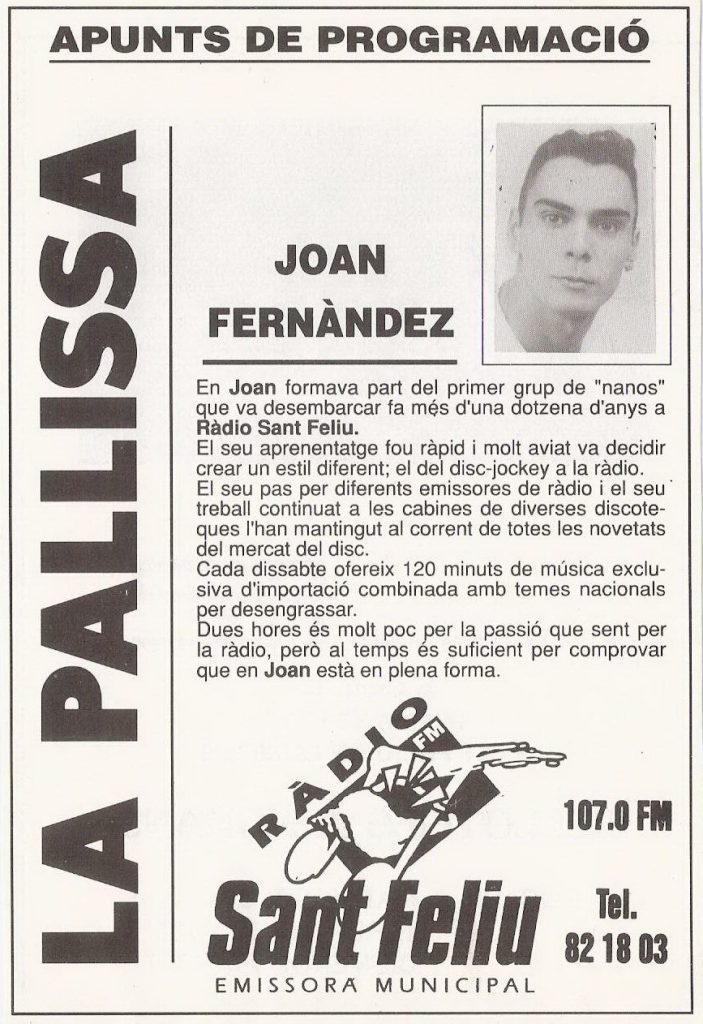 APUNTS DE PROGRAMACIÓ
LA PALLISSA
JOAN
FERNÀNDEZ
En Joan formava part del primer grup de "nanos"
que va desembarcar fa més d'una dotzena d'anys a
Ràdio Sant Feliu.
El seu aprenentatge fou ràpid i molt aviat va decidir
crear un estil diferent; el del disc-jockey a la ràdio.
El seu pas per diferents emissores de ràdio i el seu
treball continuat a les cabines de diverses discote-
ques l'han mantingut al corrent de totes les novetats
del mercat del disc.
Cada dissabte ofereix 120 minuts de música exclu-
siva d'importació combinada amb temes nacionals
per desengrassar.
Dues hores és molt poc per la passió que sent per
la ràdio, però al temps és suficient per comprovar
que en Joan està en plena forma.
RÀDIO
FM
Sant Feliu
EMISSORA MUNICIPAL
107.0 FM
Tel.
82 18 03